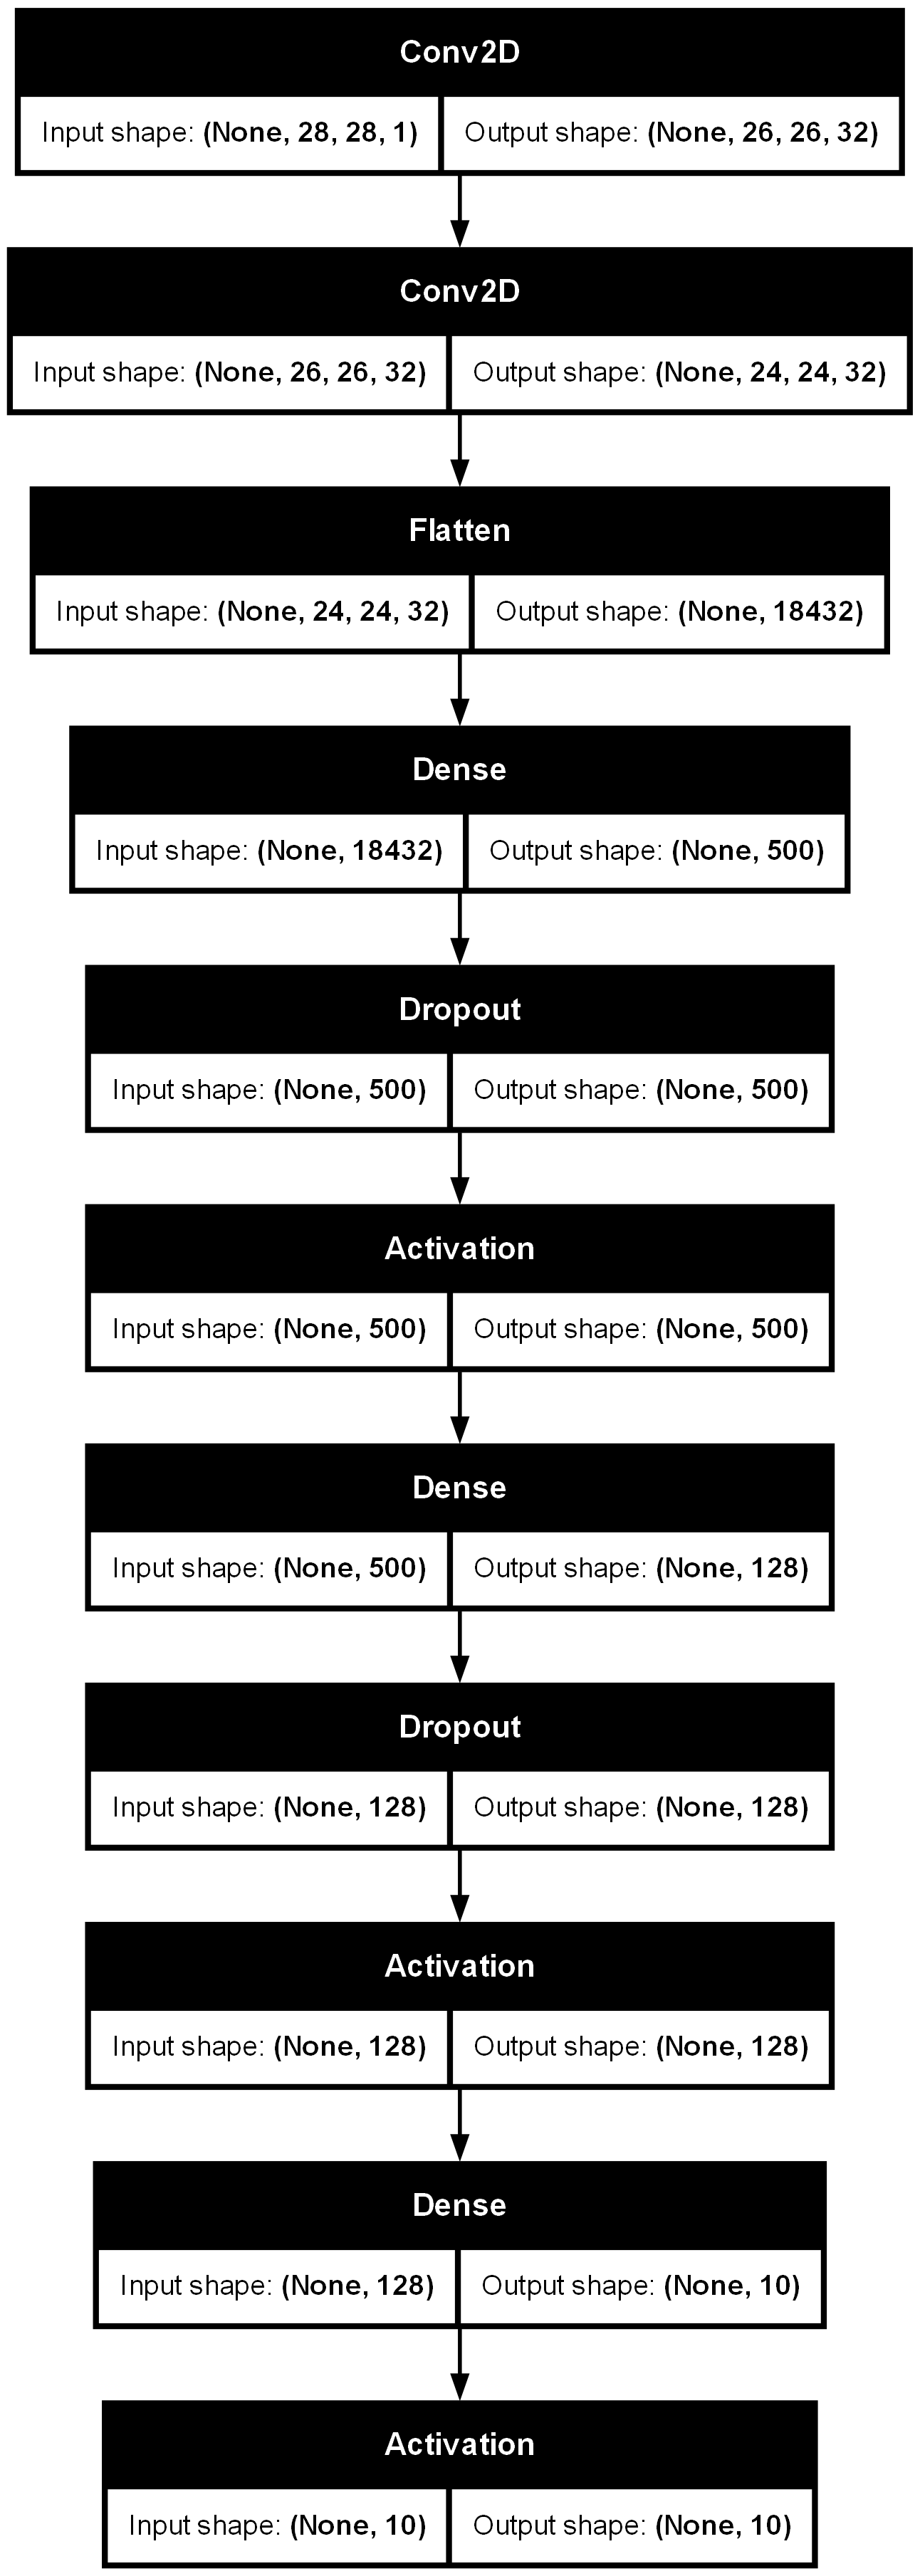 Conv2D
Input shape: (None, 28, 28, 1) Output shape: (None, 26, 26, 32)
Conv2D
Input shape: (None, 26, 26, 32) Output shape: (None, 24, 24, 32)
Flatten
Input shape: (None, 24, 24, 32) Output shape: (None, 18432)
Dense
Input shape: (None, 18432) Output shape: (None, 500)
Dropout
Input shape: (None, 500) Output shape: (None, 500)
Activation
Input shape: (None, 500) Output shape: (None, 500)
Dense
Input shape: (None, 500) Output shape: (None, 128)
Dropout
Input shape: (None, 128) Output shape: (None, 128)
Activation
Input shape: (None, 128) Output shape: (None, 128)
Dense
Input shape: (None, 128) Output shape: (None, 10)
Activation
Input shape: (None, 10) Output shape: (None, 10)